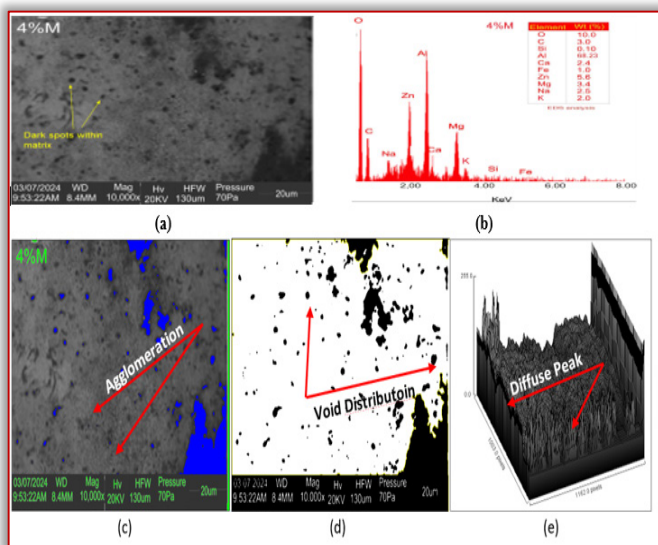 4%M
Dark spots within
matrix
03/07/2024 WD Mag Hv HFW Pressure
9:53:22AM 8.4MM 10,000x 20KV 130um 70Pa 20um
(a)
4%M
Element Wt (%)
O 10.0
C 3.0
Si 0.10
Al 68.23
Ca 2.4
Fe 1.0
Zn 5.8
Mg 3.4
Na 2.5
K 2.0
EDS analysis
O
C
Na
Zn
Al
Ca
Mg
K
Si
Fe
2.00 4.00 6.00 8.00
KeV
(b)
4%M
Agglomeration
03/07/2024 WD Mag Hv HFW Pressure
9:53:22AM 8.4MM 10,000x 20KV 130um 70Pa 20um
(c)
Void Distributoin
03 07 2024 WD Mag Hv HFW Pressure
9:53:22AM 8.4MM 10,000x 20KV 130um 70Pa 20um
(d)
0.0
Diffuse Peak
1162.0 pixels
(e)